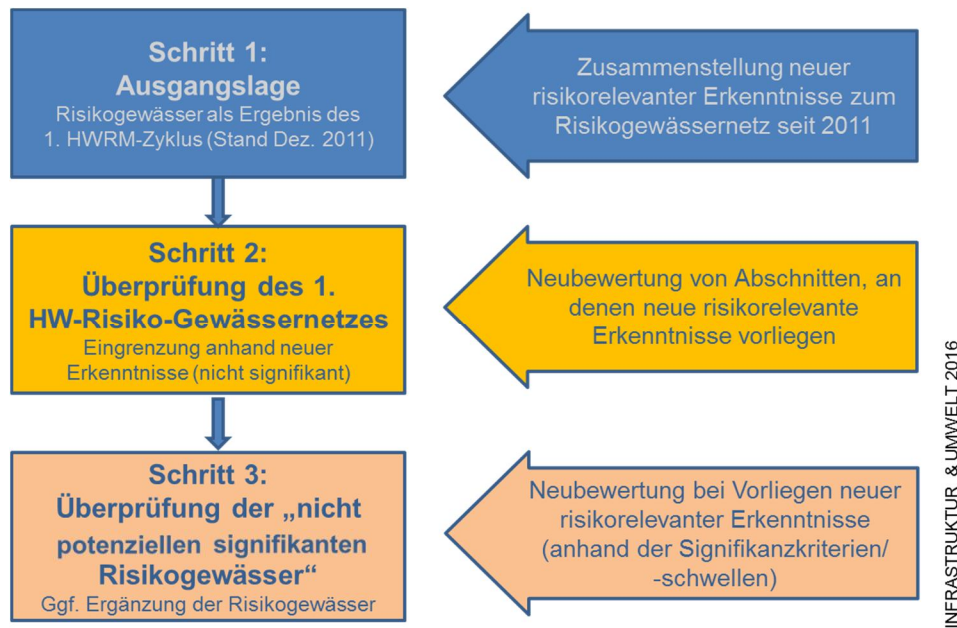 Schritt 1:
Ausgangslage
Risikogewässer als Ergebnis des
1. HWRM-Zyklus (Stand Dez. 2011)
Zusammenstellung neuer
risikorelevanter Erkenntnisse zum
Risikogewässernetz seit 2011
Schritt 2:
Überprüfung des 1.
HW-Risiko-Gewässernetzes
Eingrenzung anhand neuer
Erkenntnisse (nicht signifikant)
Neubewertung von Abschnitten, an
denen neue risikorelevante
Erkenntnisse vorliegen
Schritt 3:
Überprüfung der „nicht
potenziellen signifikanten
Risikogewässer“
Ggf. Ergänzung der Risikogewässer
Neubewertung bei Vorliegen neuer
risikorelevanter Erkenntnisse
(anhand der Signifikanzkriterien/
-schwellen)
INFRASTRUKTUR & UMWELT 2016